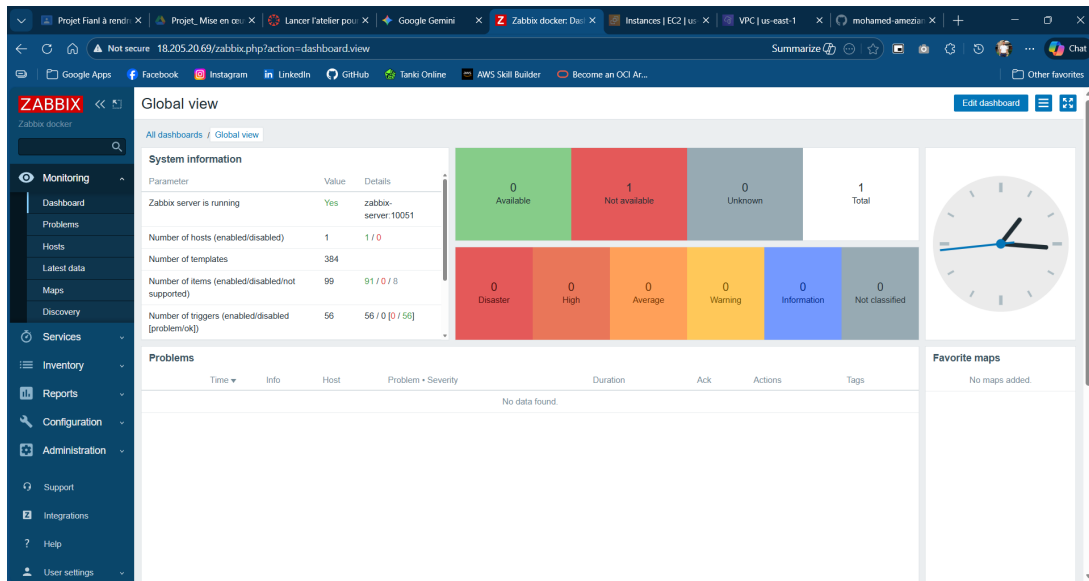 Projet Fianl à rendr
Projet_ Mise en œu
Lancer l'atelier pou
Google Gemini
Zabbix docker: Das
Instances | EC2 | us-
VPC | us-east-1
mohamed-amezian
Not secure 18.205.20.69/zabbix.php?action=dashboard.view
Summarize
Chat
Google Apps
Facebook
Instagram
LinkedIn
GitHub
Tanki Online
AWS Skill Builder
Become an OCI Ar...
Other favorites
ZABBIX
Zabbix docker
Monitoring
Dashboard
Problems
Hosts
Latest data
Maps
Discovery
Services
Inventory
Reports
Configuration
Administration
Support
Integrations
Help
User settings
Global view
Edit dashboard
All dashboards / Global view
System information
Parameter Value Details
Zabbix server is running Yes zabbix-
server:10051
Number of hosts (enabled/disabled) 1 1 / 0
Number of templates 384
Number of items (enabled/disabled/not
supported) 99 91 / 0 / 8
Number of triggers (enabled/disabled
[problem/ok]) 56 56 / 0 [0 / 56]
0
Available
1
Not available
0
Unknown
1
Total
0
Disaster
0
High
0
Average
0
Warning
0
Information
0
Not classified
Problems
Time Info Host Problem • Severity Duration Ack Actions Tags
No data found.
Favorite maps
No maps added.